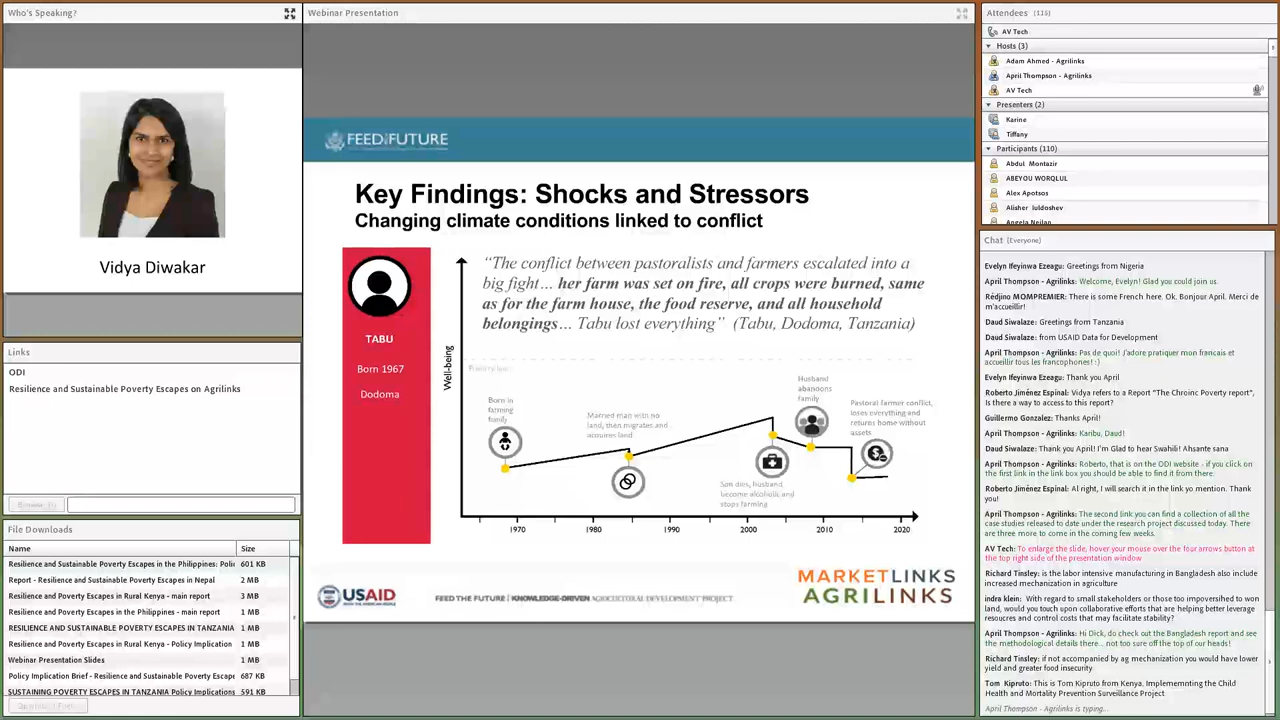 Who's Speaking?
Vidya Diwakar
Links
ODI
Resilience and Sustainable Poverty Escapes on Agrilinks
File Downloads
Name Size
Resilience and Sustainable Poverty Escapes in the Philippines: Poli 601 KB
Report - Resilience and Sustainable Poverty Escapes in Nepal 2 MB
Resilience and Poverty Escapes in Rural Kenya - main report 3 MB
Resilience and Poverty Escapes in the Philippines - main report 1 MB
RESILIENCE AND SUSTAINABLE POVERTY ESCAPES IN TANZANIA 1 MB
Resilience and Poverty Escapes in Rural Kenya - Policy Implication 1 MB
Webinar Presentation Slides 1 MB
Policy Implication Brief - Resilience and Sustainable Poverty Escape 687 KB
SUSTAINING POVERTY ESCAPES IN TANZANIA Policy Implications 591 KB
Webinar Presentation
FEED THE FUTURE
Key Findings: Shocks and Stressors
Changing climate conditions linked to conflict
TABU
Born 1967
Dodoma
“The conflict between pastoralists and farmers escalated into a
big fight… her farm was set on fire, all crops were burned, same
as for the farm house, the food reserve, and all household
belongings… Tabu lost everything” (Tabu, Dodoma, Tanzania)
Well-being
Poverty line
Born in
farming
family
Married man with no
land, then migrates and
acquires land
Son dies, husband
become alcoholic and
stops farming
Husband
abandons
family
Pastoral farmer conflict,
loses everything and
returns home without
assets
1970 1980 1990 2000 2010 2020
USAID
FROM THE AMERICAN PEOPLE
FEED THE FUTURE KNOWLEDGE-DRIVEN AGRICULTURAL DEVELOPMENT PROJECT
MARKETLINKS
AGRILINKS
Attendees (115)
AV Tech
Hosts (3)
Adam Ahmed - Agrilinks
April Thompson - Agrilinks
AV Tech
Presenters (2)
Karine
Tiffany
Participants (110)
Abdul Montazir
ABEYOU WORQLUL
Alex Apotsos
Alisher Juldoshev
Angela Neilan
Chat (Everyone)
Evelyn Ifeyinwa Ezeagu: Greetings from Nigeria
April Thompson - Agrilinks: Welcome, Evelyn! Glad you could join us.
Rédjino MOMPREMIER: There is some French here. Ok. Bonjour April. Merci de
m'accueillir!
Daud Siwalaze: Greetings from Tanzania
Daud Siwalaze: from USAID Data for Development
April Thompson - Agrilinks: Pas de quoi! J'adore pratiquer mon francais et
accueillir tous les francophones! :)
Evelyn Ifeyinwa Ezeagu: Thank you April
Roberto Jiménez Espinal: Vidya refers to a Report "The Chroinc Poverty report",
Is there a way to access to this report?
Guillermo Gonzalez: Thanks April!
April Thompson - Agrilinks: Karibu, Daud!
Daud Siwalaze: Thank you April! I'm Glad to hear Swahili! Ahsante sana
April Thompson - Agrilinks: Roberto, that is on the ODI website - if you click on
the first link in the link box you should be able to find it from there.
Roberto Jiménez Espinal: Al right, I will search it in the link you mention. Thank
you!
April Thompson - Agrilinks: The second link you can find a collection of all the
case studies released to date under the research project discussed today. There
are three more to come in the coming few weeks.
AV Tech: To enlarge the slide, hover your mouse over the four arrows button at
the top right side of the presentation window.
Richard Tinsley: is the labor intensive manufacturing in Bangladesh also include
increased mechanization in agriculture
indra klein: With regard to small stakeholders or those too impoversihed to won
land, would you touch upon collaborative efforts that are helping better leverage
resources and control costs that may facilitate stability?
April Thompson - Agrilinks: Hi Dick, do check out the Bangladesh report and see
the methodological details there... not too sure off the top of our heads!
Richard Tinsley: if not accompanied by ag mechanization you would have lower
yield and greater food insecurity
Tom Kipruto: This is Tom Kipruto from Kenya. Implememnting the Child
Health and Mortality Prevention Surveillance Project
April Thompson - Agrilinks is typing...